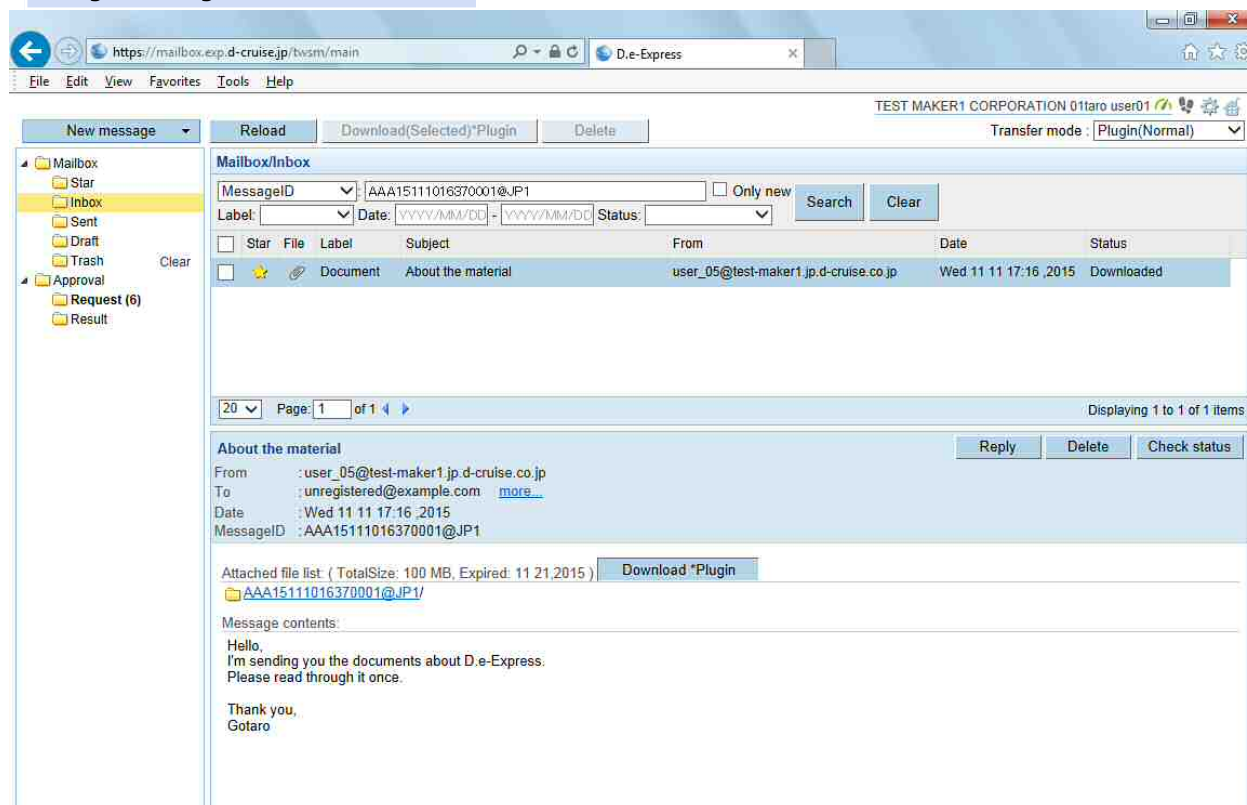 https://mailbox.exp.d-cruise.jp/twsm/main
D.e-Express
File Edit View Favorites Tools Help
TEST MAKER1 CORPORATION 01taro user01
New message Reload Download(Selected)*Plugin Delete Transfer mode : Plugin(Normal)
Mailbox
Star
Inbox
Sent
Draft
Trash Clear
Approval
Request (6)
Result
Mailbox/Inbox
MessageID : AAA15111016370001@JP1 Only new Search Clear
Label: Date: YYYY/MM/DD - YYYY/MM/DD Status:
Star File Label Subject From Date Status
Document About the material user_05@test-maker1.jp.d-cruise.co.jp Wed 11 11 17:16 ,2015 Downloaded
20 Page: 1 of 1 Displaying 1 to 1 of 1 items
About the material Reply Delete Check status
From : user_05@test-maker1.jp.d-cruise.co.jp
To : unregistered@example.com more...
Date : Wed 11 11 17:16 ,2015
MessageID : AAA15111016370001@JP1
Attached file list: ( TotalSize: 100 MB, Expired: 11 21,2015 ) Download *Plugin
AAA15111016370001@JP1/
Message contents:
Hello,
I'm sending you the documents about D.e-Express.
Please read through it once.
Thank you,
Gotaro